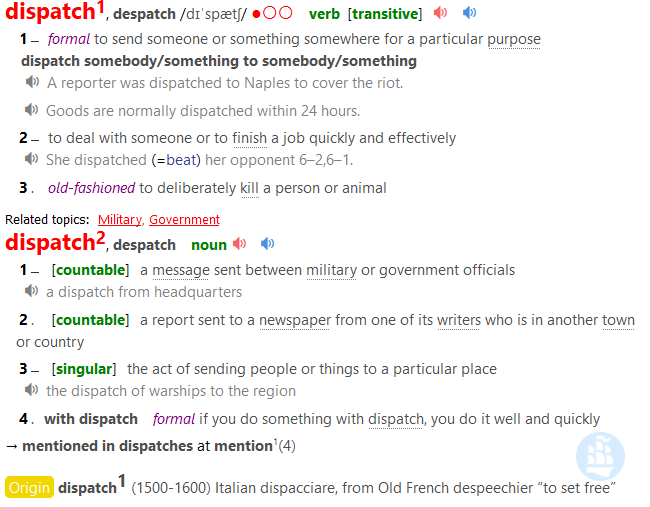 dispatch1, despatch /dɪˈspætʃ/ ●○○ verb [transitive]
1 – formal to send someone or something somewhere for a particular purpose
dispatch somebody/something to somebody/something
A reporter was dispatched to Naples to cover the riot.
Goods are normally dispatched within 24 hours.
2 – to deal with someone or to finish a job quickly and effectively
She dispatched (=beat) her opponent 6–2,6–1.
3 . old-fashioned to deliberately kill a person or animal
Related topics: Military, Government
dispatch2, despatch noun
1 – [countable] a message sent between military or government officials
a dispatch from headquarters
2 . [countable] a report sent to a newspaper from one of its writers who is in another town
or country
3 – [singular] the act of sending people or things to a particular place
the dispatch of warships to the region
4 . with dispatch formal if you do something with dispatch, you do it well and quickly
→ mentioned in dispatches at mention1(4)
Origin dispatch1 (1500-1600) Italian dispacciare, from Old French despeechier “to set free”